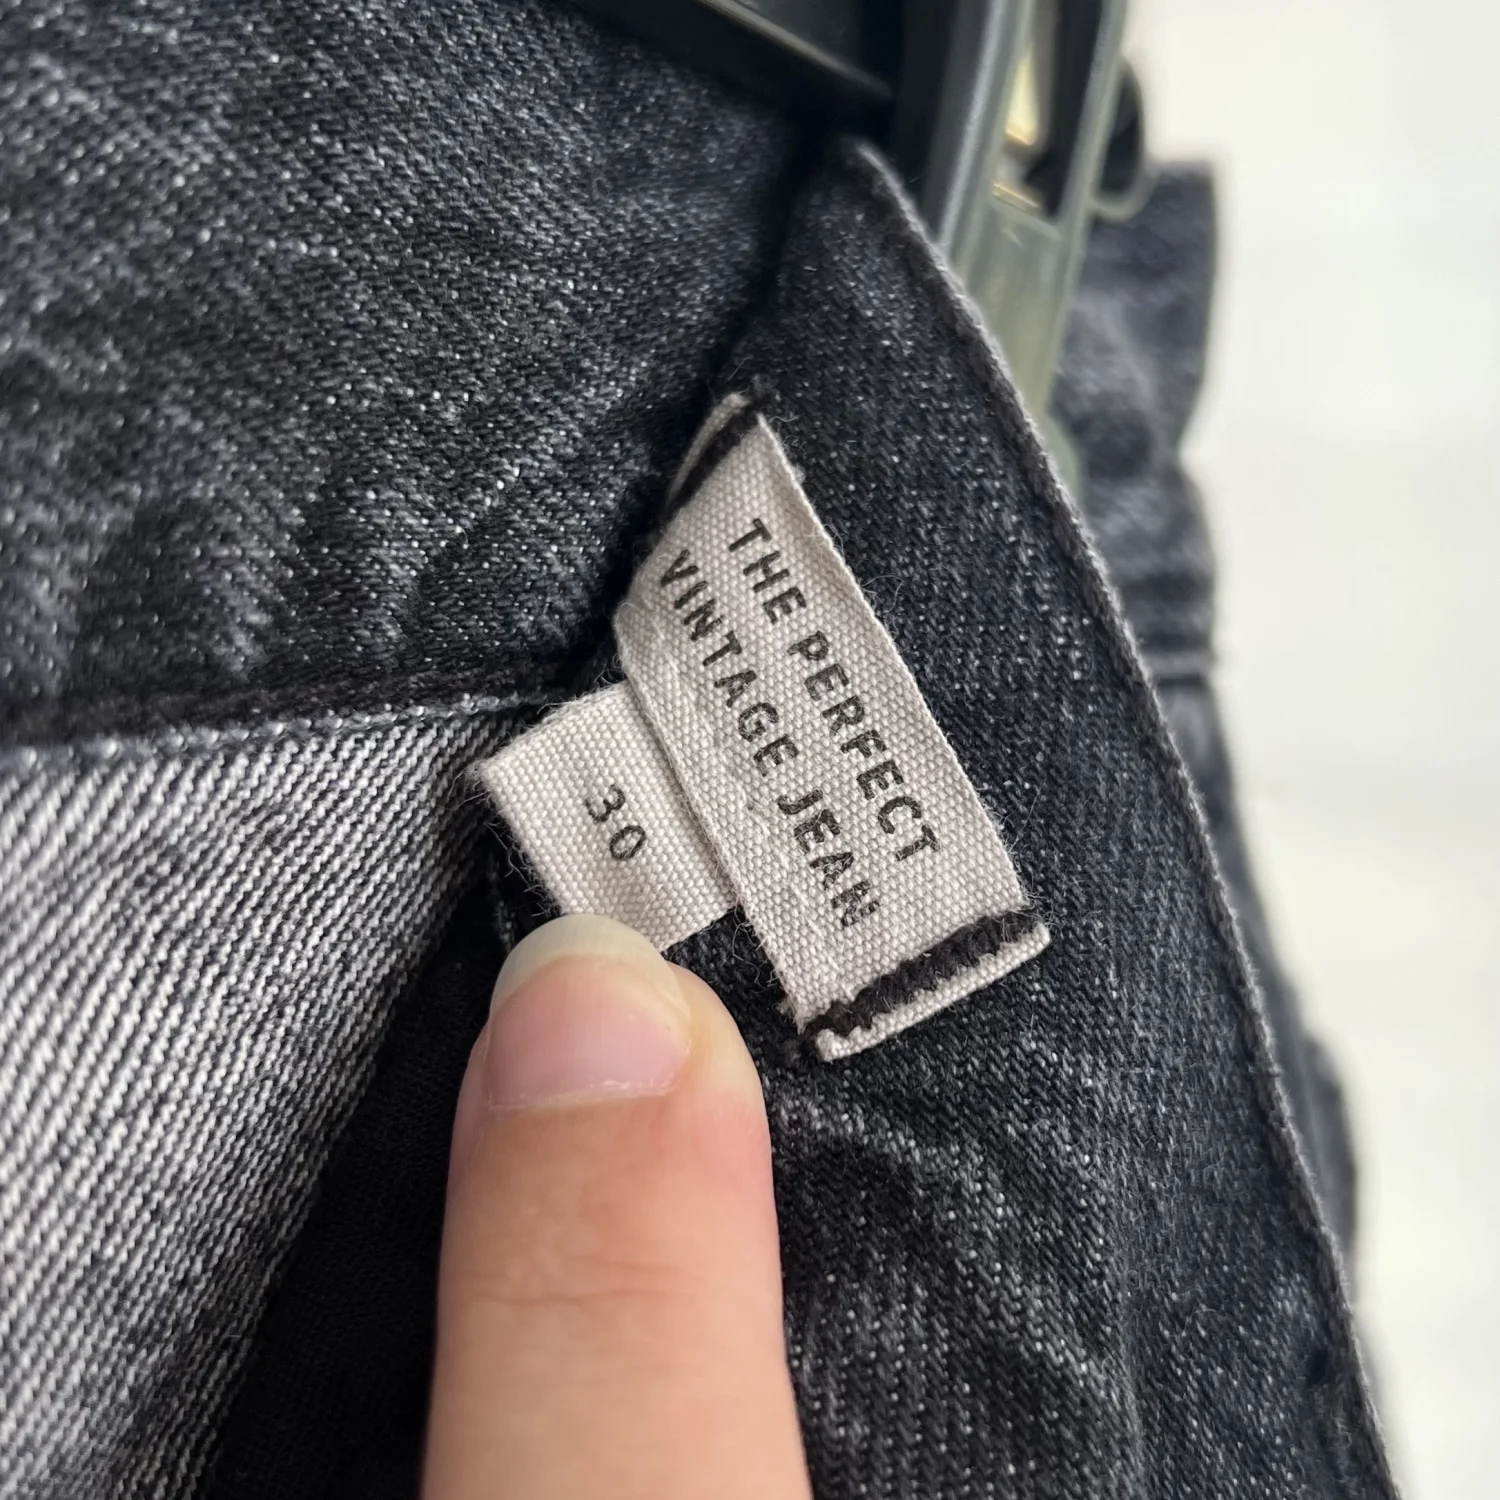 THE PERFECT
VINTAGE JEAN
30